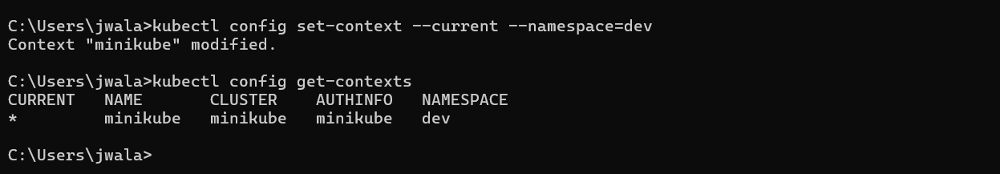 C:\Users\jwala>kubectl config set-context --current --namespace=dev
Context "minikube" modified.
C:\Users\jwala>kubectl config get-contexts
CURRENT   NAME       CLUSTER    AUTHINFO   NAMESPACE
*         minikube   minikube   minikube   dev
C:\Users\jwala>